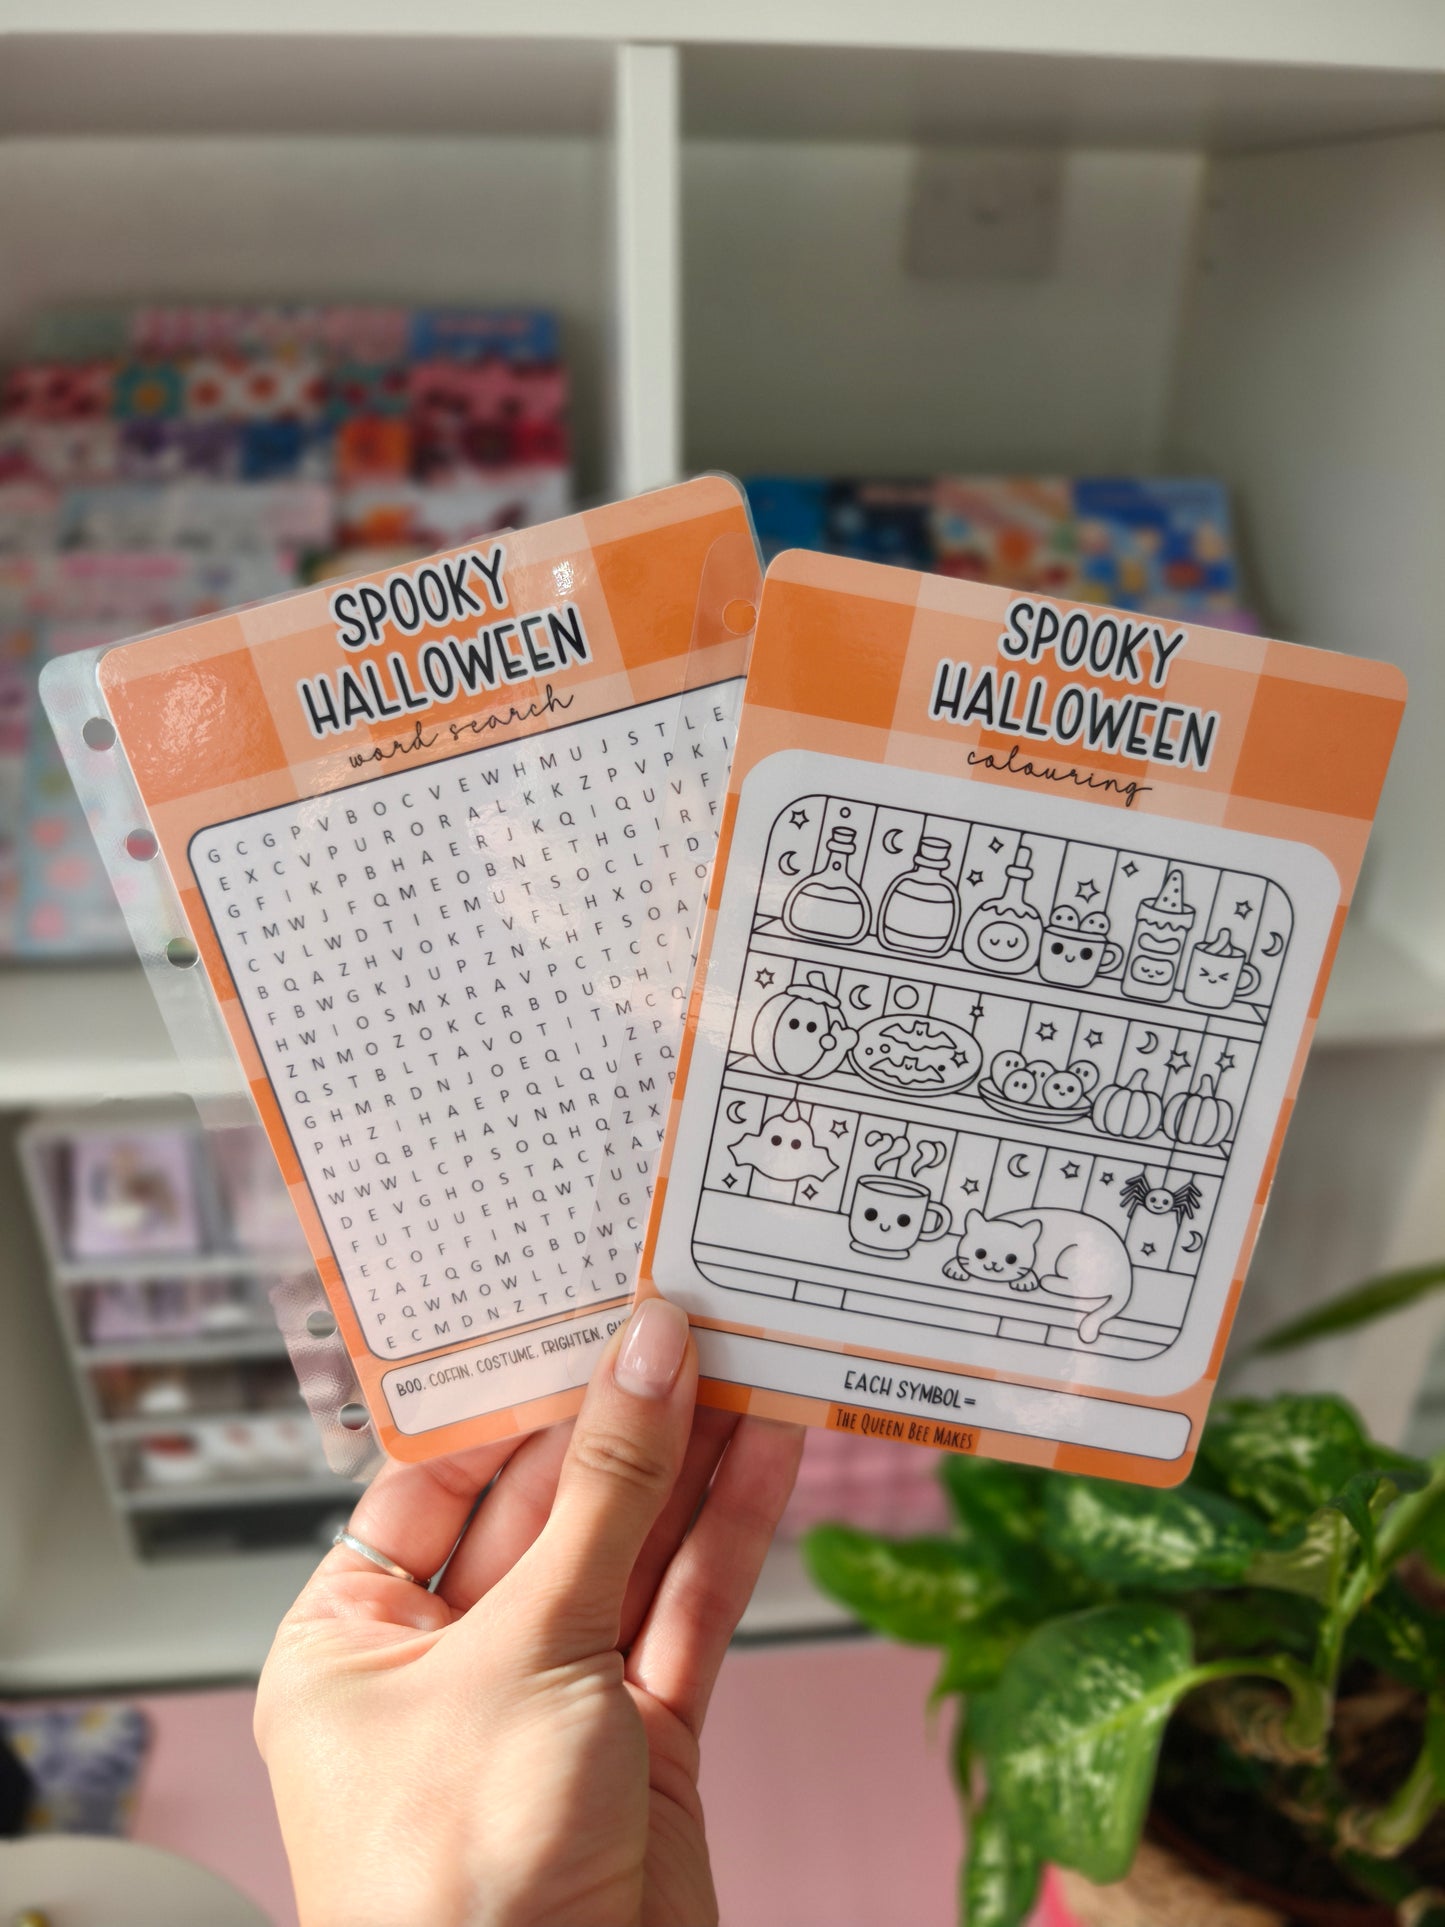 SPOOKY
HALLOWEEN
word search
G C G P V B O C V E W H M U J S T L E
E X C V P U R O R A L K K Z P V P K I
G F I K P B H A E R J K Q I Q U V F
T M W J F Q M E O B N E T H G I R F
C V L W D T I E M U T S O C L T D
B Q A Z H V O K F V F L H X O F O
F B W G K J U P Z N K H F S O A
H W I O S M X R A V P C T C C I
Z N M O Z O K C R B D U D H I Y
Q S T B L T A V O T I T M C Q
G H M R D N J O E Q I J Z P S
P H Z I H A E P Q L Q U F Q
N U Q B F H A V N M R Q M P
W W W L C P S O Q H Q Z X
D E V G H O S T A C K A K
F U T U U E H Q W T U U
E C O F F I N T F I G F
Z A Z Q G M G B D W C
P Q W M O W L L X P K
E C M D N Z T C L D
BOO, COFFIN, COSTUME, FRIGHTEN,
SPOOKY
HALLOWEEN
colouring
EACH SYMBOL=
THE QUEEN BEE MAKES